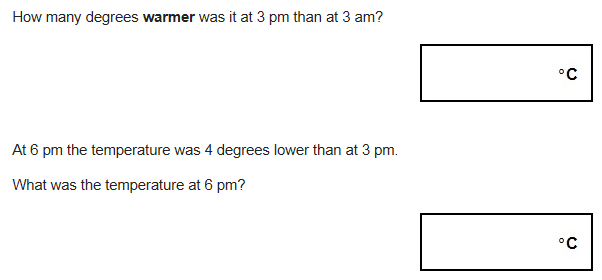 How many degrees warmer was it at 3 pm than at 3 am?
°C
At 6 pm the temperature was 4 degrees lower than at 3 pm.
What was the temperature at 6 pm?
°C